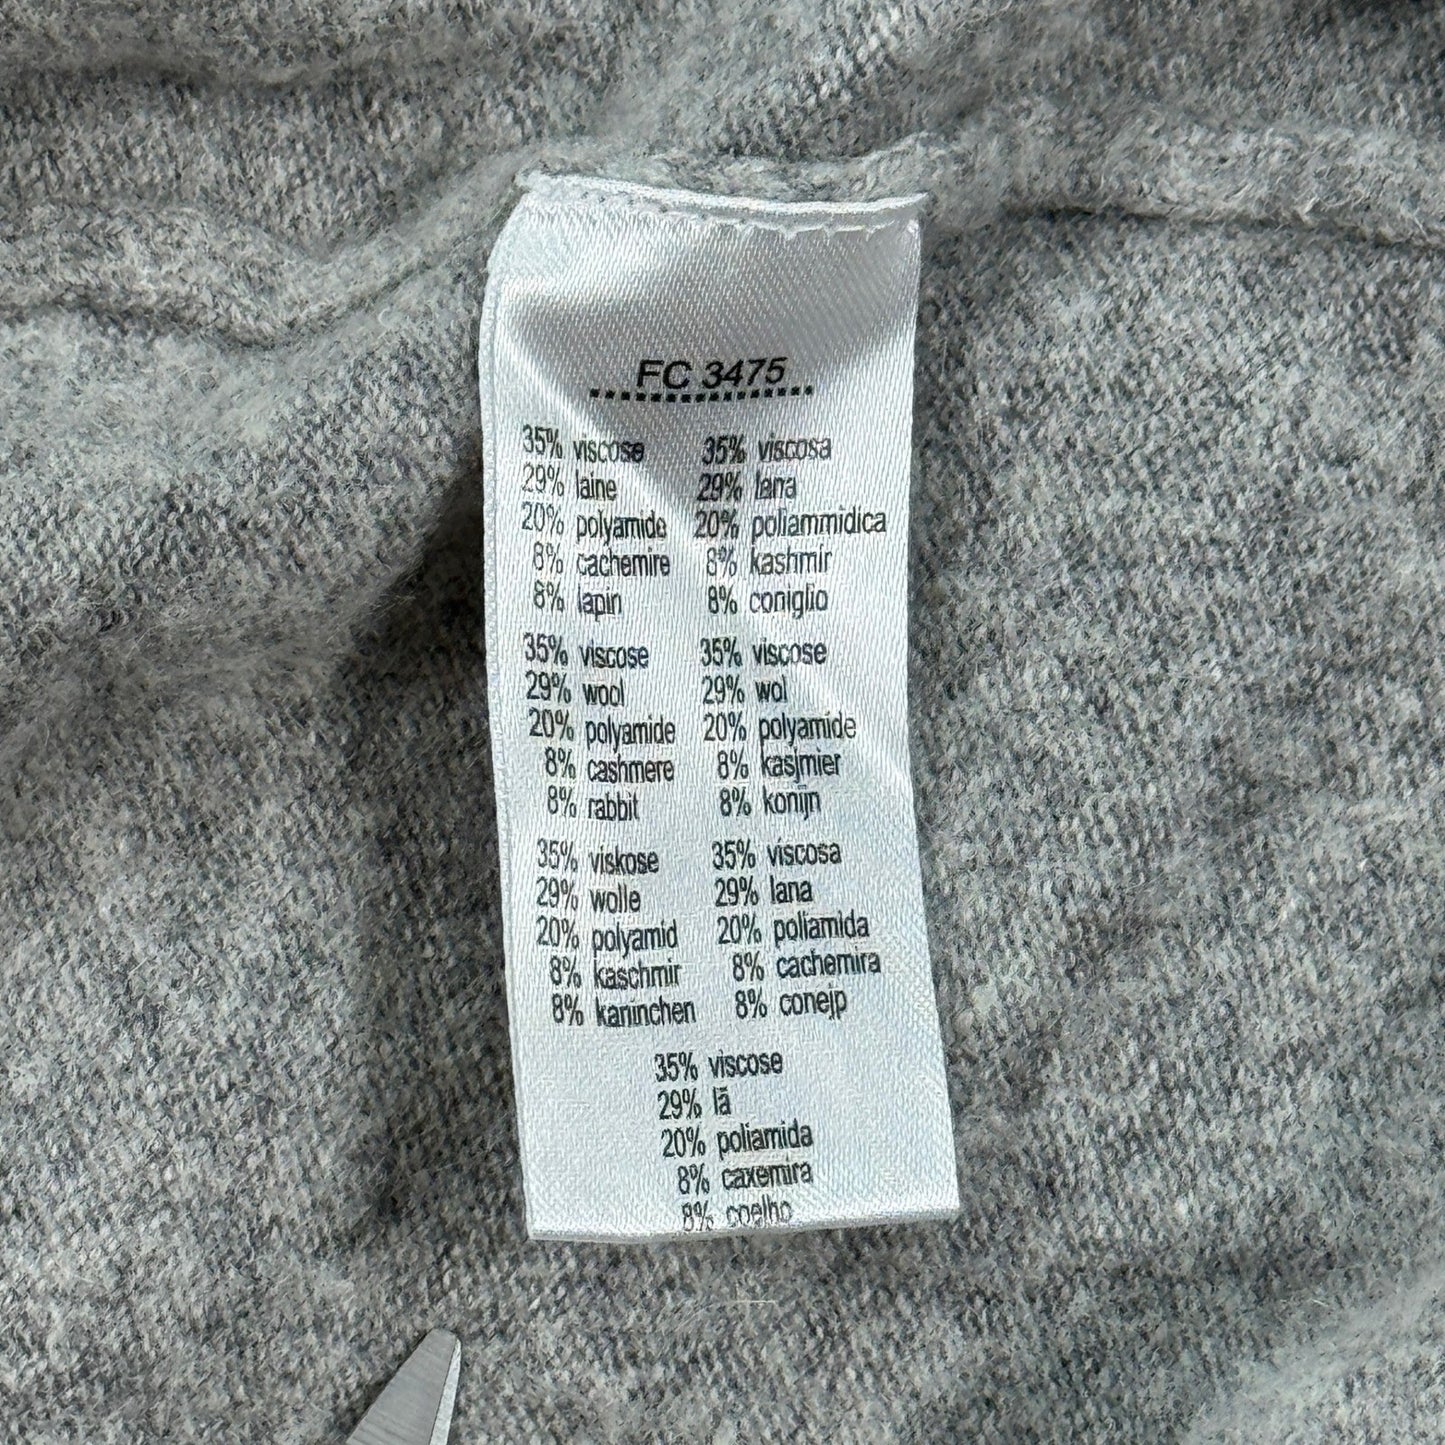 FC 3475
35% viscose
29% laine
20% polyamide
8% cachemire
8% lapin
35% viscosa
29% lana
20% poliammidica
8% kashmir
8% coniglio
35% viscose
29% wool
20% polyamide
8% cashmere
8% rabbit
35% viscose
29% wol
20% polyamide
8% kasjmier
8% konijn
35% viskose
29% wolle
20% polyamid
8% kaschmir
8% kaninchen
35% viscosa
29% lana
20% poliamida
8% cachemira
8% conejp
35% viscose
29% lã
20% poliamida
8% caxemira
8% coelho